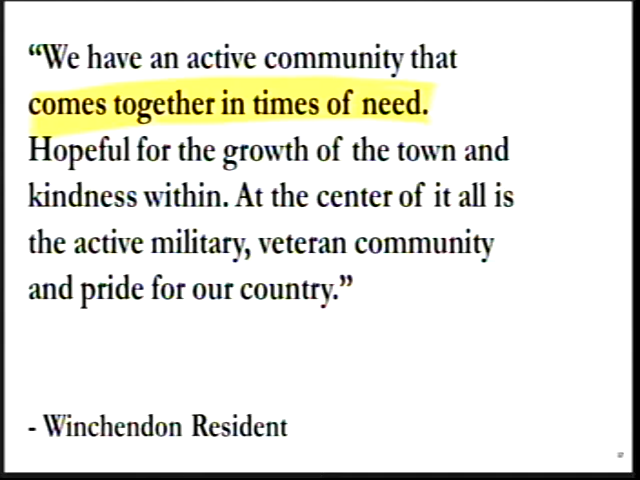 “We have an active community that
comes together in times of need.
Hopeful for the growth of the town and
kindness within. At the center of it all is
the active military, veteran community
and pride for our country.”
- Winchendon Resident